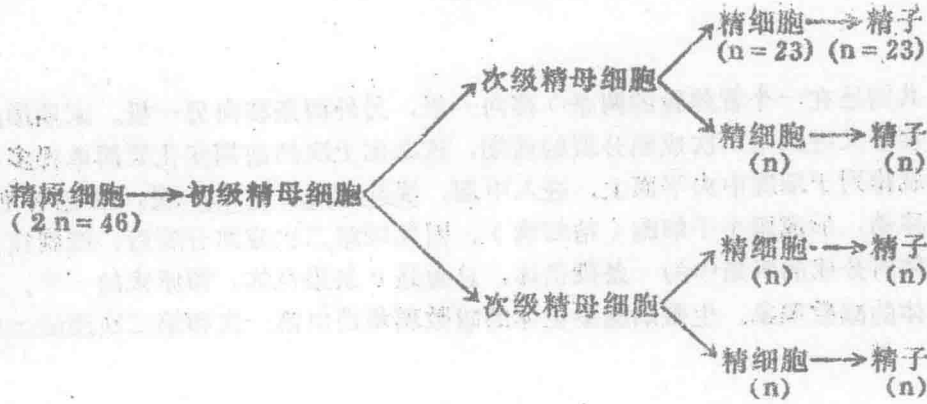 精细胞→精子
(n=23) (n=23)
次级精母细胞
精细胞→精子
(n) (n)
精原细胞→初级精母细胞
(2n=46)
精细胞→精子
(n) (n)
次级精母细胞
精细胞→精子
(n) (n)